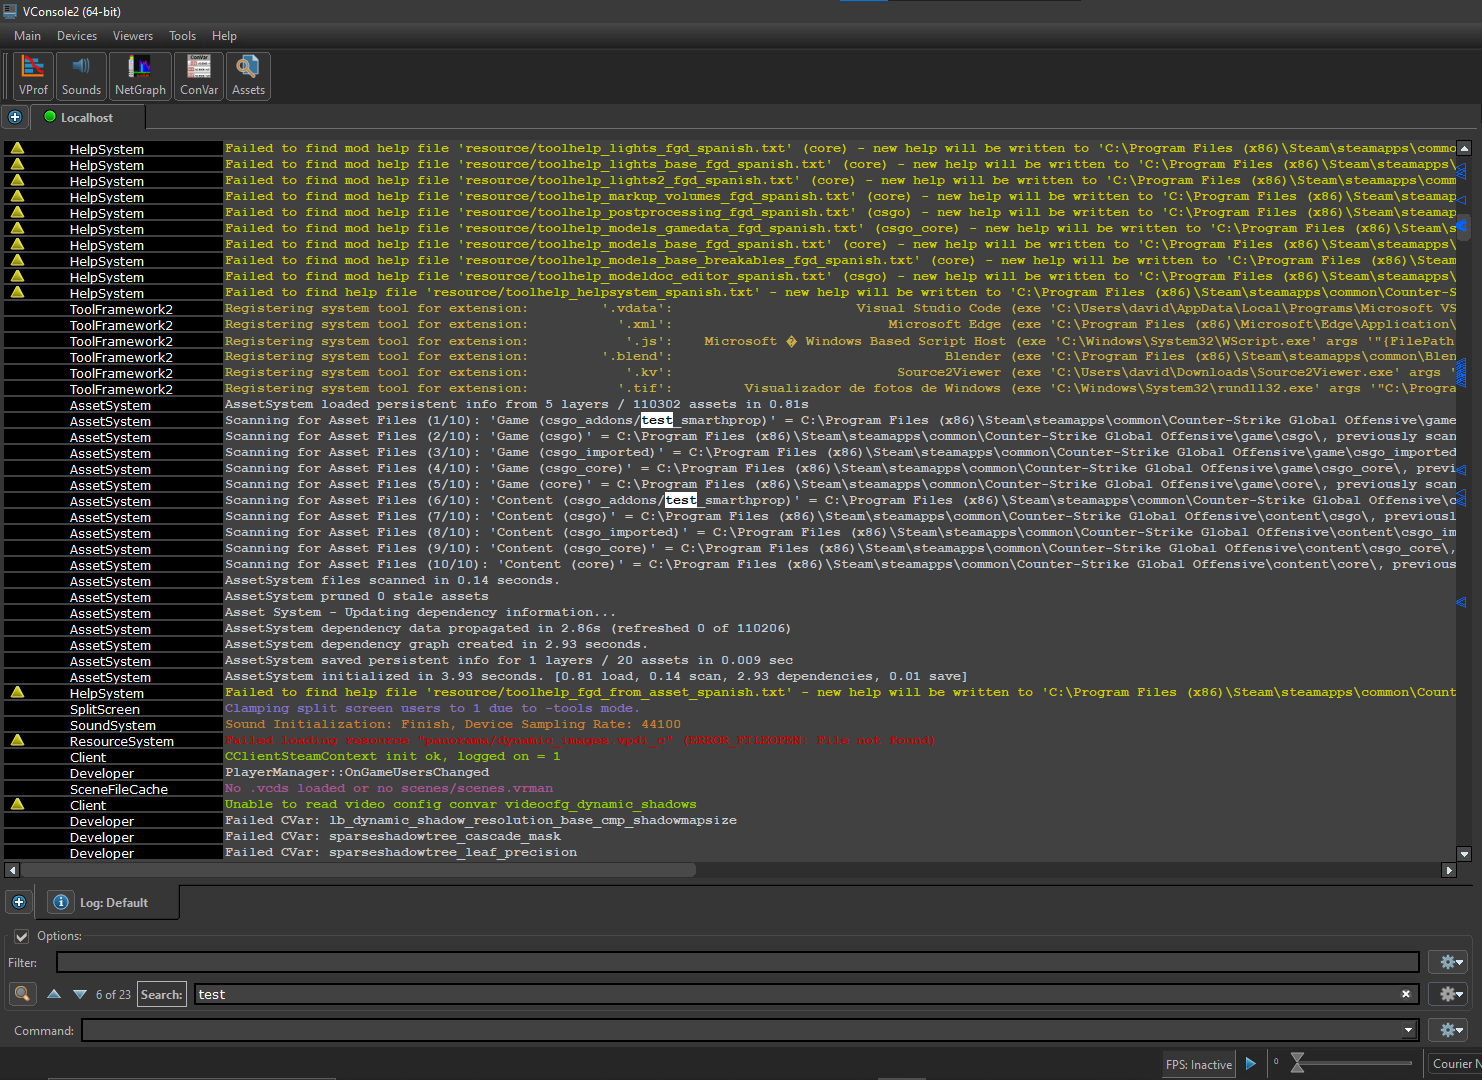 VConsole2 (64-bit)
Main Devices Viewers Tools Help
VProf Sounds NetGraph ConVar Assets
Localhost
HelpSystem Failed to find mod help file 'resource/toolhelp_lights_fgd_spanish.txt' (core) - new help will be written to 'C:\Program Files (x86)\Steam\steamapps\commo
HelpSystem Failed to find mod help file 'resource/toolhelp_lights_base_fgd_spanish.txt' (core) - new help will be written to 'C:\Program Files (x86)\Steam\steamapps\
HelpSystem Failed to find mod help file 'resource/toolhelp_lights2_fgd_spanish.txt' (core) - new help will be written to 'C:\Program Files (x86)\Steam\steamapps\comm
HelpSystem Failed to find mod help file 'resource/toolhelp_markup_volumes_fgd_spanish.txt' (core) - new help will be written to 'C:\Program Files (x86)\Steam\steamap
HelpSystem Failed to find mod help file 'resource/toolhelp_postprocessing_fgd_spanish.txt' (csgo) - new help will be written to 'C:\Program Files (x86)\Steam\steamap
HelpSystem Failed to find mod help file 'resource/toolhelp_models_gamedata_fgd_spanish.txt' (csgo_core) - new help will be written to 'C:\Program Files (x86)\Steam\s
HelpSystem Failed to find mod help file 'resource/toolhelp_models_base_fgd_spanish.txt' (core) - new help will be written to 'C:\Program Files (x86)\Steam\steamapps\
HelpSystem Failed to find mod help file 'resource/toolhelp_models_base_breakables_fgd_spanish.txt' (core) - new help will be written to 'C:\Program Files (x86)\Steam
HelpSystem Failed to find mod help file 'resource/toolhelp_modeldoc_editor_spanish.txt' (csgo) - new help will be written to 'C:\Program Files (x86)\Steam\steamapps\
HelpSystem Failed to find help file 'resource/toolhelp_helpsystem_spanish.txt' - new help will be written to 'C:\Program Files (x86)\Steam\steamapps\common\Counter-S
ToolFramework2 Registering system tool for extension: '.vdata': Visual Studio Code (exe 'C:\Users\david\AppData\Local\Programs\Microsoft VS
ToolFramework2 Registering system tool for extension: '.xml': Microsoft Edge (exe 'C:\Program Files (x86)\Microsoft\Edge\Application\
ToolFramework2 Registering system tool for extension: '.js': Microsoft � Windows Based Script Host (exe 'C:\Windows\System32\WScript.exe' args '"{FilePath
ToolFramework2 Registering system tool for extension: '.blend': Blender (exe 'C:\Program Files (x86)\Steam\steamapps\common\Blen
ToolFramework2 Registering system tool for extension: '.kv': Source2Viewer (exe 'C:\Users\david\Downloads\Source2Viewer.exe' args '
ToolFramework2 Registering system tool for extension: '.tif': Visualizador de fotos de Windows (exe 'C:\Windows\System32\rundll32.exe' args '"C:\Progra
AssetSystem AssetSystem loaded persistent info from 5 layers / 110302 assets in 0.81s
AssetSystem Scanning for Asset Files (1/10): 'Game (csgo_addons/test_smarthprop)' = C:\Program Files (x86)\Steam\steamapps\common\Counter-Strike Global Offensive\game
AssetSystem Scanning for Asset Files (2/10): 'Game (csgo)' = C:\Program Files (x86)\Steam\steamapps\common\Counter-Strike Global Offensive\game\csgo\, previously scan
AssetSystem Scanning for Asset Files (3/10): 'Game (csgo_imported)' = C:\Program Files (x86)\Steam\steamapps\common\Counter-Strike Global Offensive\game\csgo_imported
AssetSystem Scanning for Asset Files (4/10): 'Game (csgo_core)' = C:\Program Files (x86)\Steam\steamapps\common\Counter-Strike Global Offensive\game\csgo_core\, previ
AssetSystem Scanning for Asset Files (5/10): 'Game (core)' = C:\Program Files (x86)\Steam\steamapps\common\Counter-Strike Global Offensive\game\core\, previously scan
AssetSystem Scanning for Asset Files (6/10): 'Content (csgo_addons/test_smarthprop)' = C:\Program Files (x86)\Steam\steamapps\common\Counter-Strike Global Offensive\c
AssetSystem Scanning for Asset Files (7/10): 'Content (csgo)' = C:\Program Files (x86)\Steam\steamapps\common\Counter-Strike Global Offensive\content\csgo\, previousl
AssetSystem Scanning for Asset Files (8/10): 'Content (csgo_imported)' = C:\Program Files (x86)\Steam\steamapps\common\Counter-Strike Global Offensive\content\csgo_im
AssetSystem Scanning for Asset Files (9/10): 'Content (csgo_core)' = C:\Program Files (x86)\Steam\steamapps\common\Counter-Strike Global Offensive\content\csgo_core\,
AssetSystem Scanning for Asset Files (10/10): 'Content (core)' = C:\Program Files (x86)\Steam\steamapps\common\Counter-Strike Global Offensive\content\core\, previous
AssetSystem AssetSystem files scanned in 0.14 seconds.
AssetSystem AssetSystem pruned 0 stale assets
AssetSystem Asset System - Updating dependency information...
AssetSystem AssetSystem dependency data propagated in 2.86s (refreshed 0 of 110206)
AssetSystem AssetSystem dependency graph created in 2.93 seconds.
AssetSystem AssetSystem saved persistent info for 1 layers / 20 assets in 0.009 sec
AssetSystem AssetSystem initialized in 3.93 seconds. [0.81 load, 0.14 scan, 2.93 dependencies, 0.01 save]
HelpSystem Failed to find help file 'resource/toolhelp_fgd_from_asset_spanish.txt' - new help will be written to 'C:\Program Files (x86)\Steam\steamapps\common\Count
SplitScreen Clamping split screen users to 1 due to -tools mode.
SoundSystem Sound Initialization: Finish, Device Sampling Rate: 44100
ResourceSystem Failed loading resource "panorama/dynamic_images.vpdi_c" (ERROR_FILEOPEN: File not found)
Client CClientSteamContext init ok, logged on = 1
Developer PlayerManager::OnGameUsersChanged
SceneFileCache No .vcds loaded or no scenes/scenes.vrman
Client Unable to read video config convar videocfg_dynamic_shadows
Developer Failed CVar: lb_dynamic_shadow_resolution_base_cmp_shadowmapsize
Developer Failed CVar: sparseshadowtree_cascade_mask
Developer Failed CVar: sparseshadowtree_leaf_precision
Log: Default
Options:
Filter:
6 of 23 Search: test
Command:
FPS: Inactive 0 Courier N